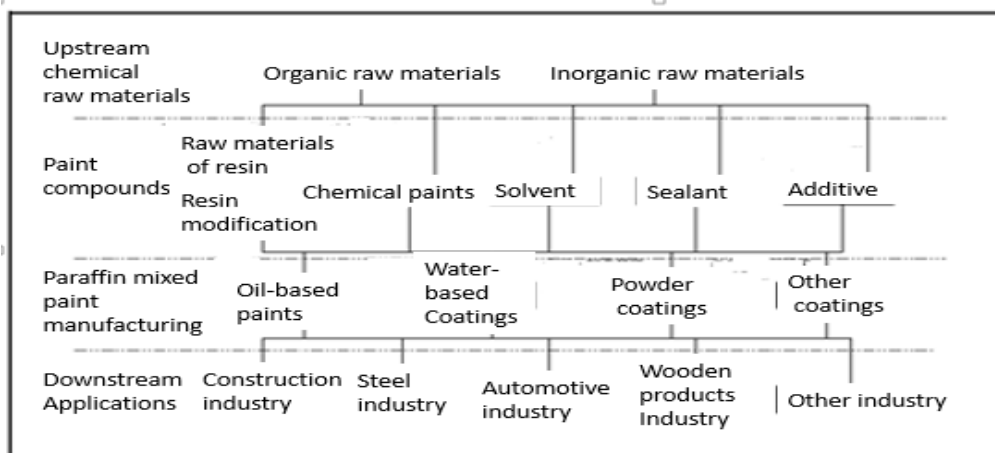 Upstream
chemical
raw materials
Organic raw materials
Inorganic raw materials
Paint
compounds
Raw materials
of resin
Resin
modification
Chemical paints
Solvent
Sealant
Additive
Paraffin mixed
paint
manufacturing
Oil-based
paints
Water-
based
Coatings
Powder
coatings
Other
coatings
Downstream
Applications
Construction
industry
Steel
industry
Automotive
industry
Wooden
products
Industry
Other industry